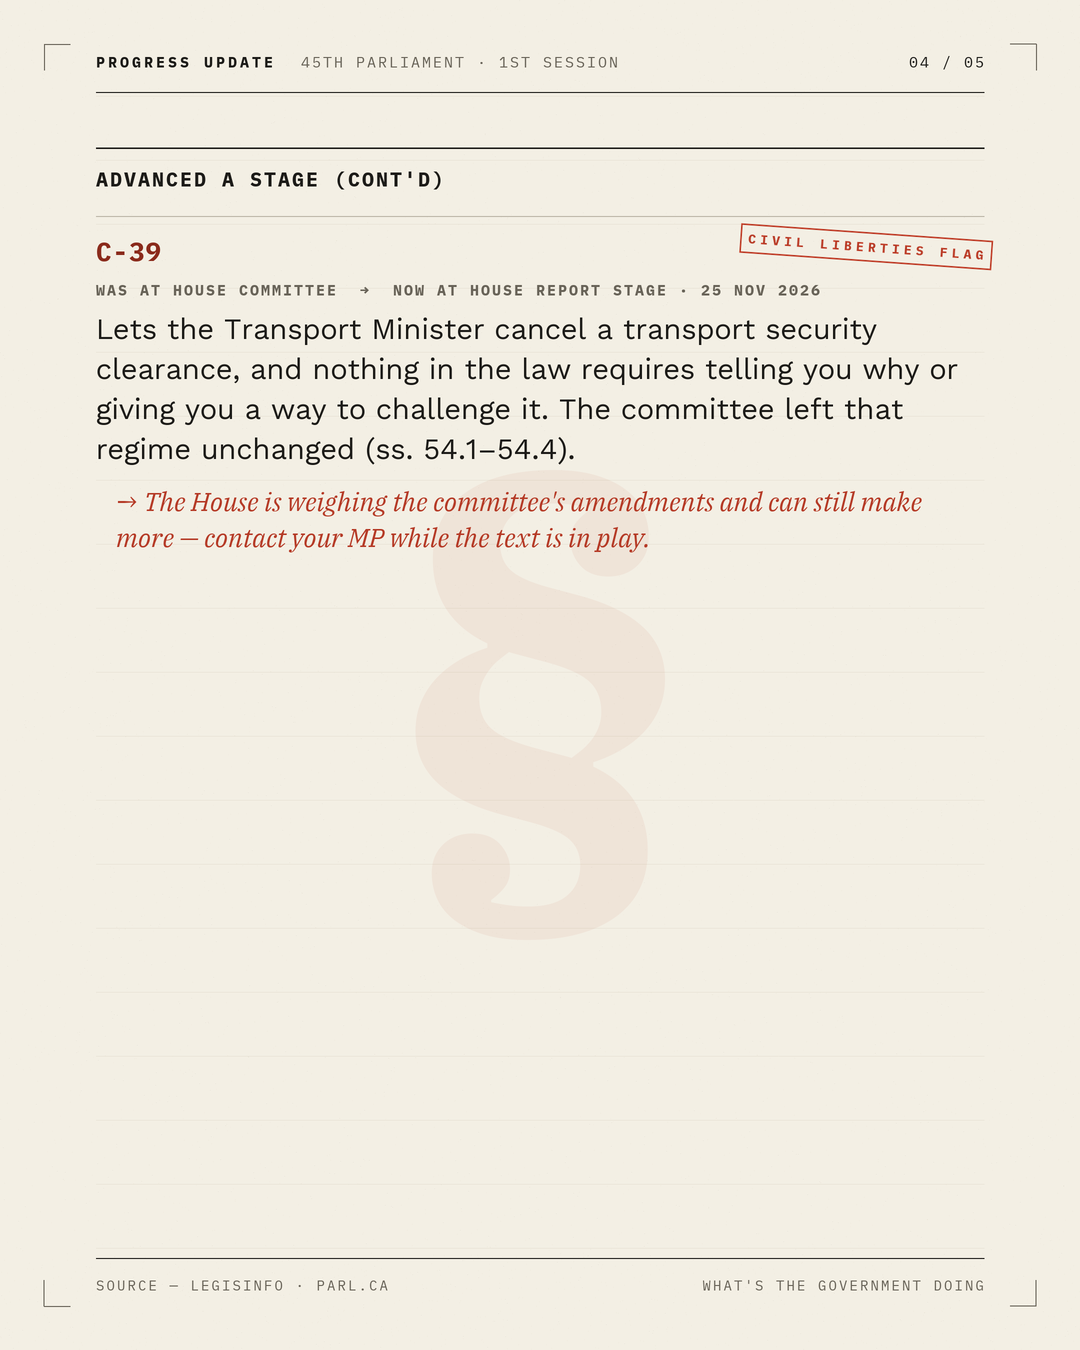 PROGRESS UPDATE 45TH PARLIAMENT · 1ST SESSION 04 / 05
ADVANCED A STAGE (CONT'D)
C-39 CIVIL LIBERTIES FLAG
WAS AT HOUSE COMMITTEE → NOW AT HOUSE REPORT STAGE · 25 NOV 2026
Lets the Transport Minister cancel a transport security
clearance, and nothing in the law requires telling you why or
giving you a way to challenge it. The committee left that
regime unchanged (ss. 54.1–54.4).
→ The House is weighing the committee's amendments and can still make
more — contact your MP while the text is in play.
§
SOURCE — LEGISINFO · PARL.CA WHAT'S THE GOVERNMENT DOING